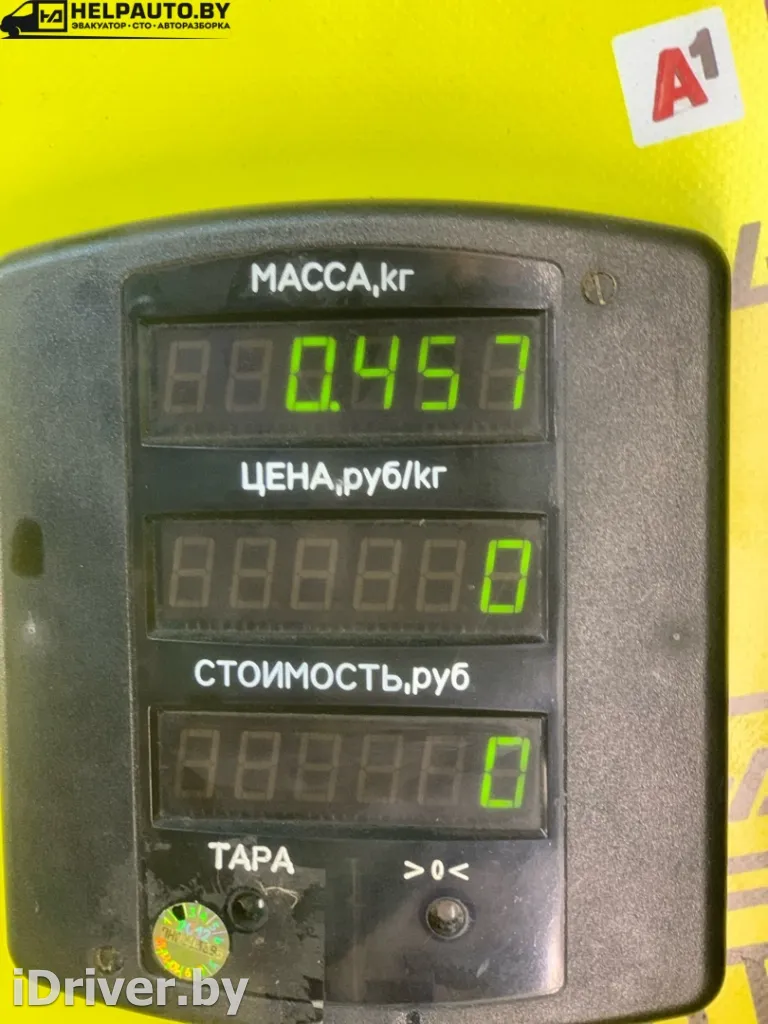 HELPAUTO.BY
ЭВАКУАТОР • СТО • АВТОРАЗБОРКА
A1
МАССА,кг
0.457
ЦЕНА,руб/кг
0
СТОИМОСТЬ,руб
0
ТАРА >0<
iDriver.by